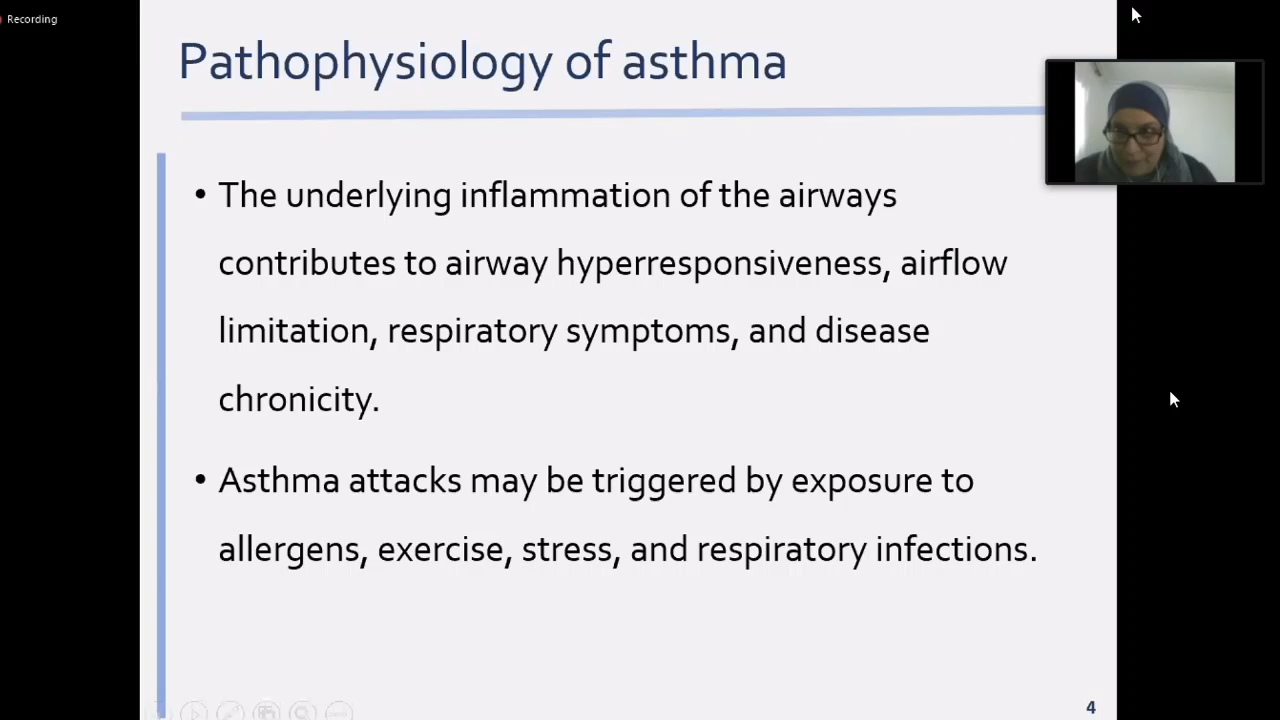 Recording
Pathophysiology of asthma
• The underlying inflammation of the airways
contributes to airway hyperresponsiveness, airflow
limitation, respiratory symptoms, and disease
chronicity.
• Asthma attacks may be triggered by exposure to
allergens, exercise, stress, and respiratory infections.
4